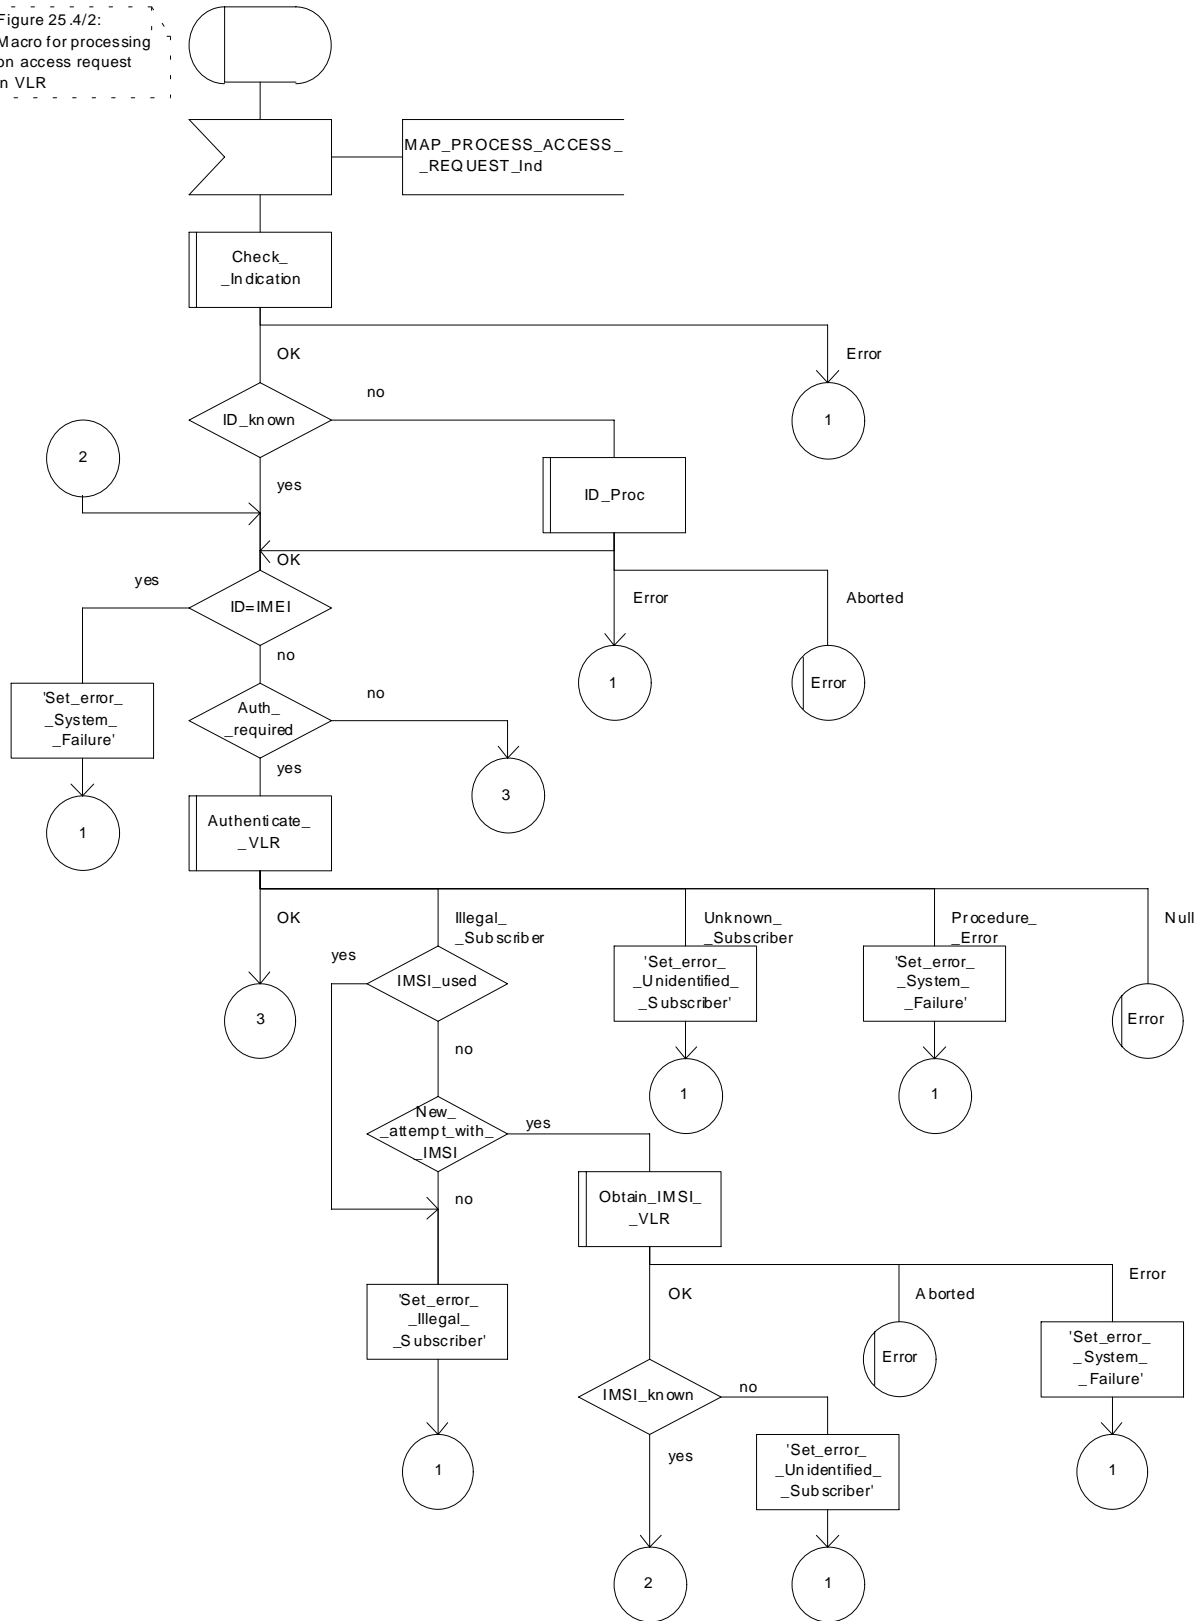 Figure 25.4/2:
Macro for processing
on access request
in VLR
MAP_PROCESS_ACCESS_
_REQUEST_Ind
Check_
_Indication
OK
Error
no
ID_known
1
2
yes
ID_Proc
OK
yes
Error
Aborted
ID=IMEI
no
1
Error
'Set_error_
_System_
_Failure'
no
Auth_
_required
yes
3
1
Authenticate_
_VLR
OK
Illegal_
_Subscriber
Unknown_
_Subscriber
Procedure_
_Error
Null
yes
IMSI_used
'Set_error_
_Unidentified_
_Subscriber'
'Set_error_
_System_
_Failure'
3
Error
no
1
1
New_
_attempt_with_
_IMSI
yes
no
Obtain_IMSI_
_VLR
Error
OK
Aborted
'Set_error_
_Illegal_
_Subscriber'
Error
'Set_error_
_System_
_Failure'
IMSI_known
no
yes
'Set_error_
_Unidentified_
_Subscriber'
1
1
2
1